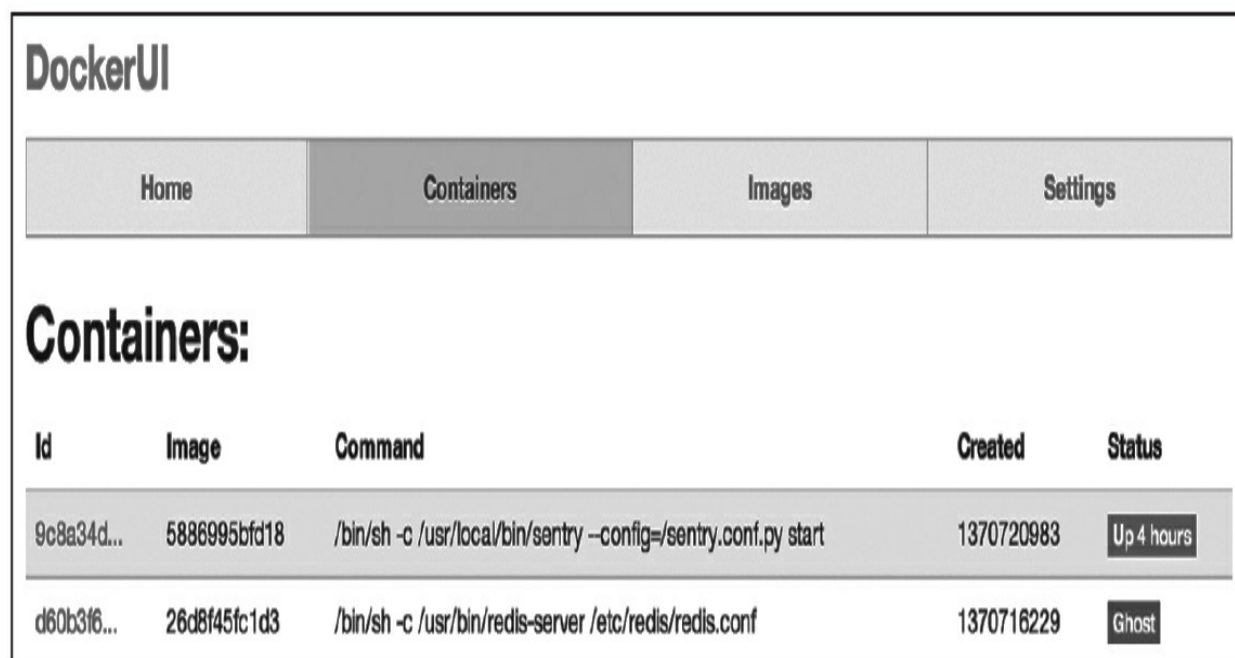 DockerUI
Home Containers Images Settings
Containers:
Id Image Command Created Status
9c8a34d... 5886995bfd18 /bin/sh -c /usr/local/bin/sentry --config=/sentry.conf.py start 1370720983 Up 4 hours
d60b3f6... 26d8f45fc1d3 /bin/sh -c /usr/bin/redis-server /etc/redis/redis.conf 1370716229 Ghost